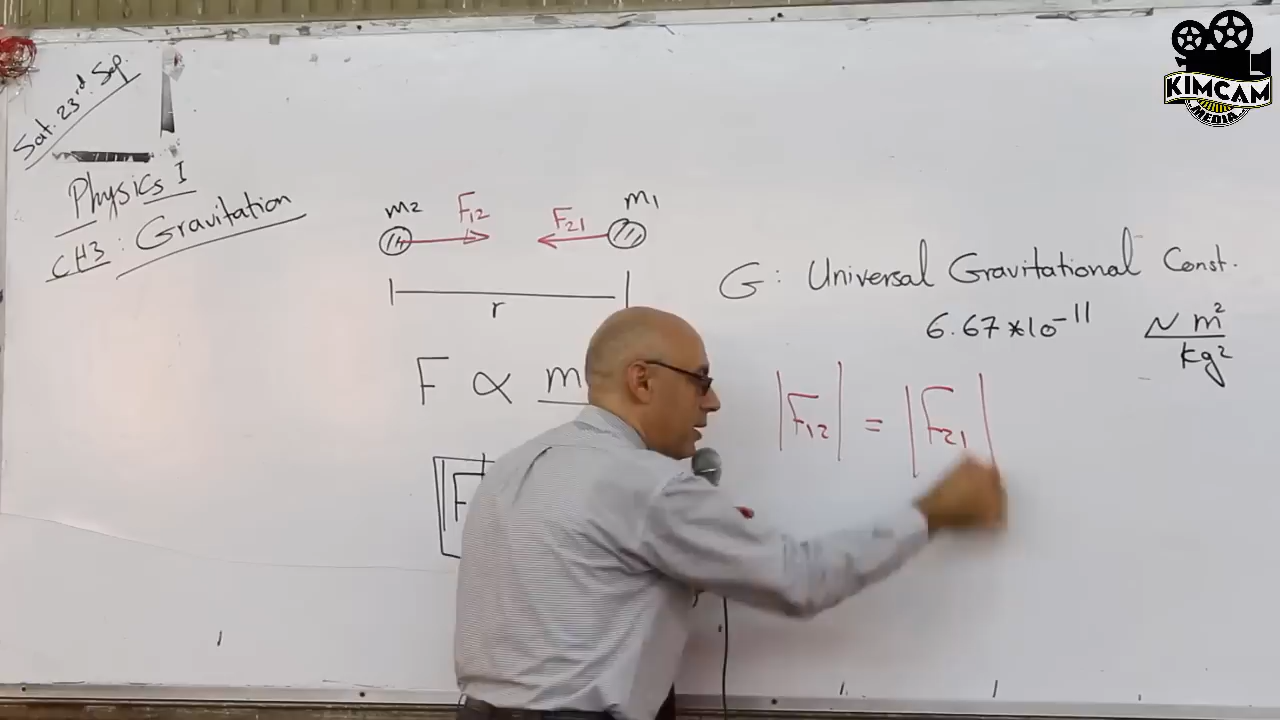 Sat. 23rd. Sep.
Physics I
CH3: Gravitation
m2 F12 F21 m1
r
F ∝ m
F
G: Universal Gravitational Const.
6.67*10^-11 N m²/kg²
|F12| = |F21|
KIMCAM
MEDIA